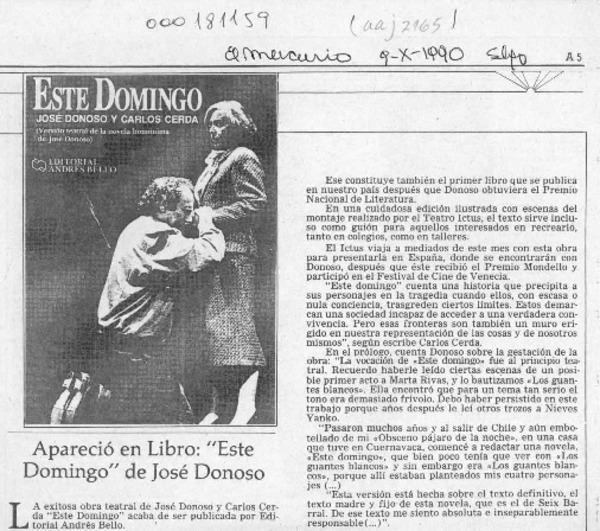 000181159
(aaj2165)
El Mercurio 9-X-1990 Stgo
A 5
ESTE DOMINGO
JOSÉ DONOSO Y CARLOS CERDA
(Versión teatral de la novela homónima
de José Donoso)
EDITORIAL
ANDRÉS BELLO
Apareció en Libro: "Este
Domingo" de José Donoso
LA exitosa obra teatral de José Donoso y Carlos Cer-
da "Este Domingo" acaba de ser publicada por Edi-
torial Andrés Bello.
Ese constituye también el primer libro que se publica
en nuestro país después que Donoso obtuviera el Premio
Nacional de Literatura.
En una cuidadosa edición ilustrada con escenas del
montaje realizado por el Teatro Ictus, el texto sirve inclu-
so como guión para aquellos interesados en recrearlo,
tanto en colegios, como en talleres.
El Ictus viaja a mediados de este mes con esta obra
para presentarla en España, donde se encontrarán con
Donoso, después que éste recibió el Premio Mondello y
participó en el Festival de Cine de Venecia.
"Este domingo" cuenta una historia que precipita a
sus personajes en la tragedia cuando ellos, con escasa o
nula conciencia, trasgreden ciertos límites. Estos demar-
can una sociedad incapaz de acceder a una verdadera con-
vivencia. Pero esas fronteras son también un muro eri-
gido en nuestra representación de las cosas y de nosotros
mismos", según escribe Carlos Cerda.
En el prólogo, cuenta Donoso sobre la gestación de la
obra: "La vocación de «Este domingo» fue al principio tea-
tral. Recuerdo haberle leído ciertas escenas de un posi-
ble primer acto a Marta Rivas, y lo bautizamos «Los guan-
tes blancos». Ella encontró que para un tema tan serio el
tono era demasiado frívolo. Debo haber persistido en este
trabajo porque años después le leí otros trozos a Nieves
Yanko.
"Pasaron muchos años y al salir de Chile y aún embo-
tellado de mi «Obsceno pájaro de la noche», en una casa
que tuve en Cuernavaca, comencé a redactar una novela,
«Este domingo», que bien poco tenía que ver con «Los
guantes blancos» y sin embargo era «Los guantes blan-
cos», porque allí estaban planteados mis cuatro persona-
jes (...)
"Esta versión está hecha sobre el texto definitivo, el
texto madre y fijo de esta novela, que es el de Seix Ba-
rral. De ese texto me siento absoluta e inseparablemente
responsable(...)".